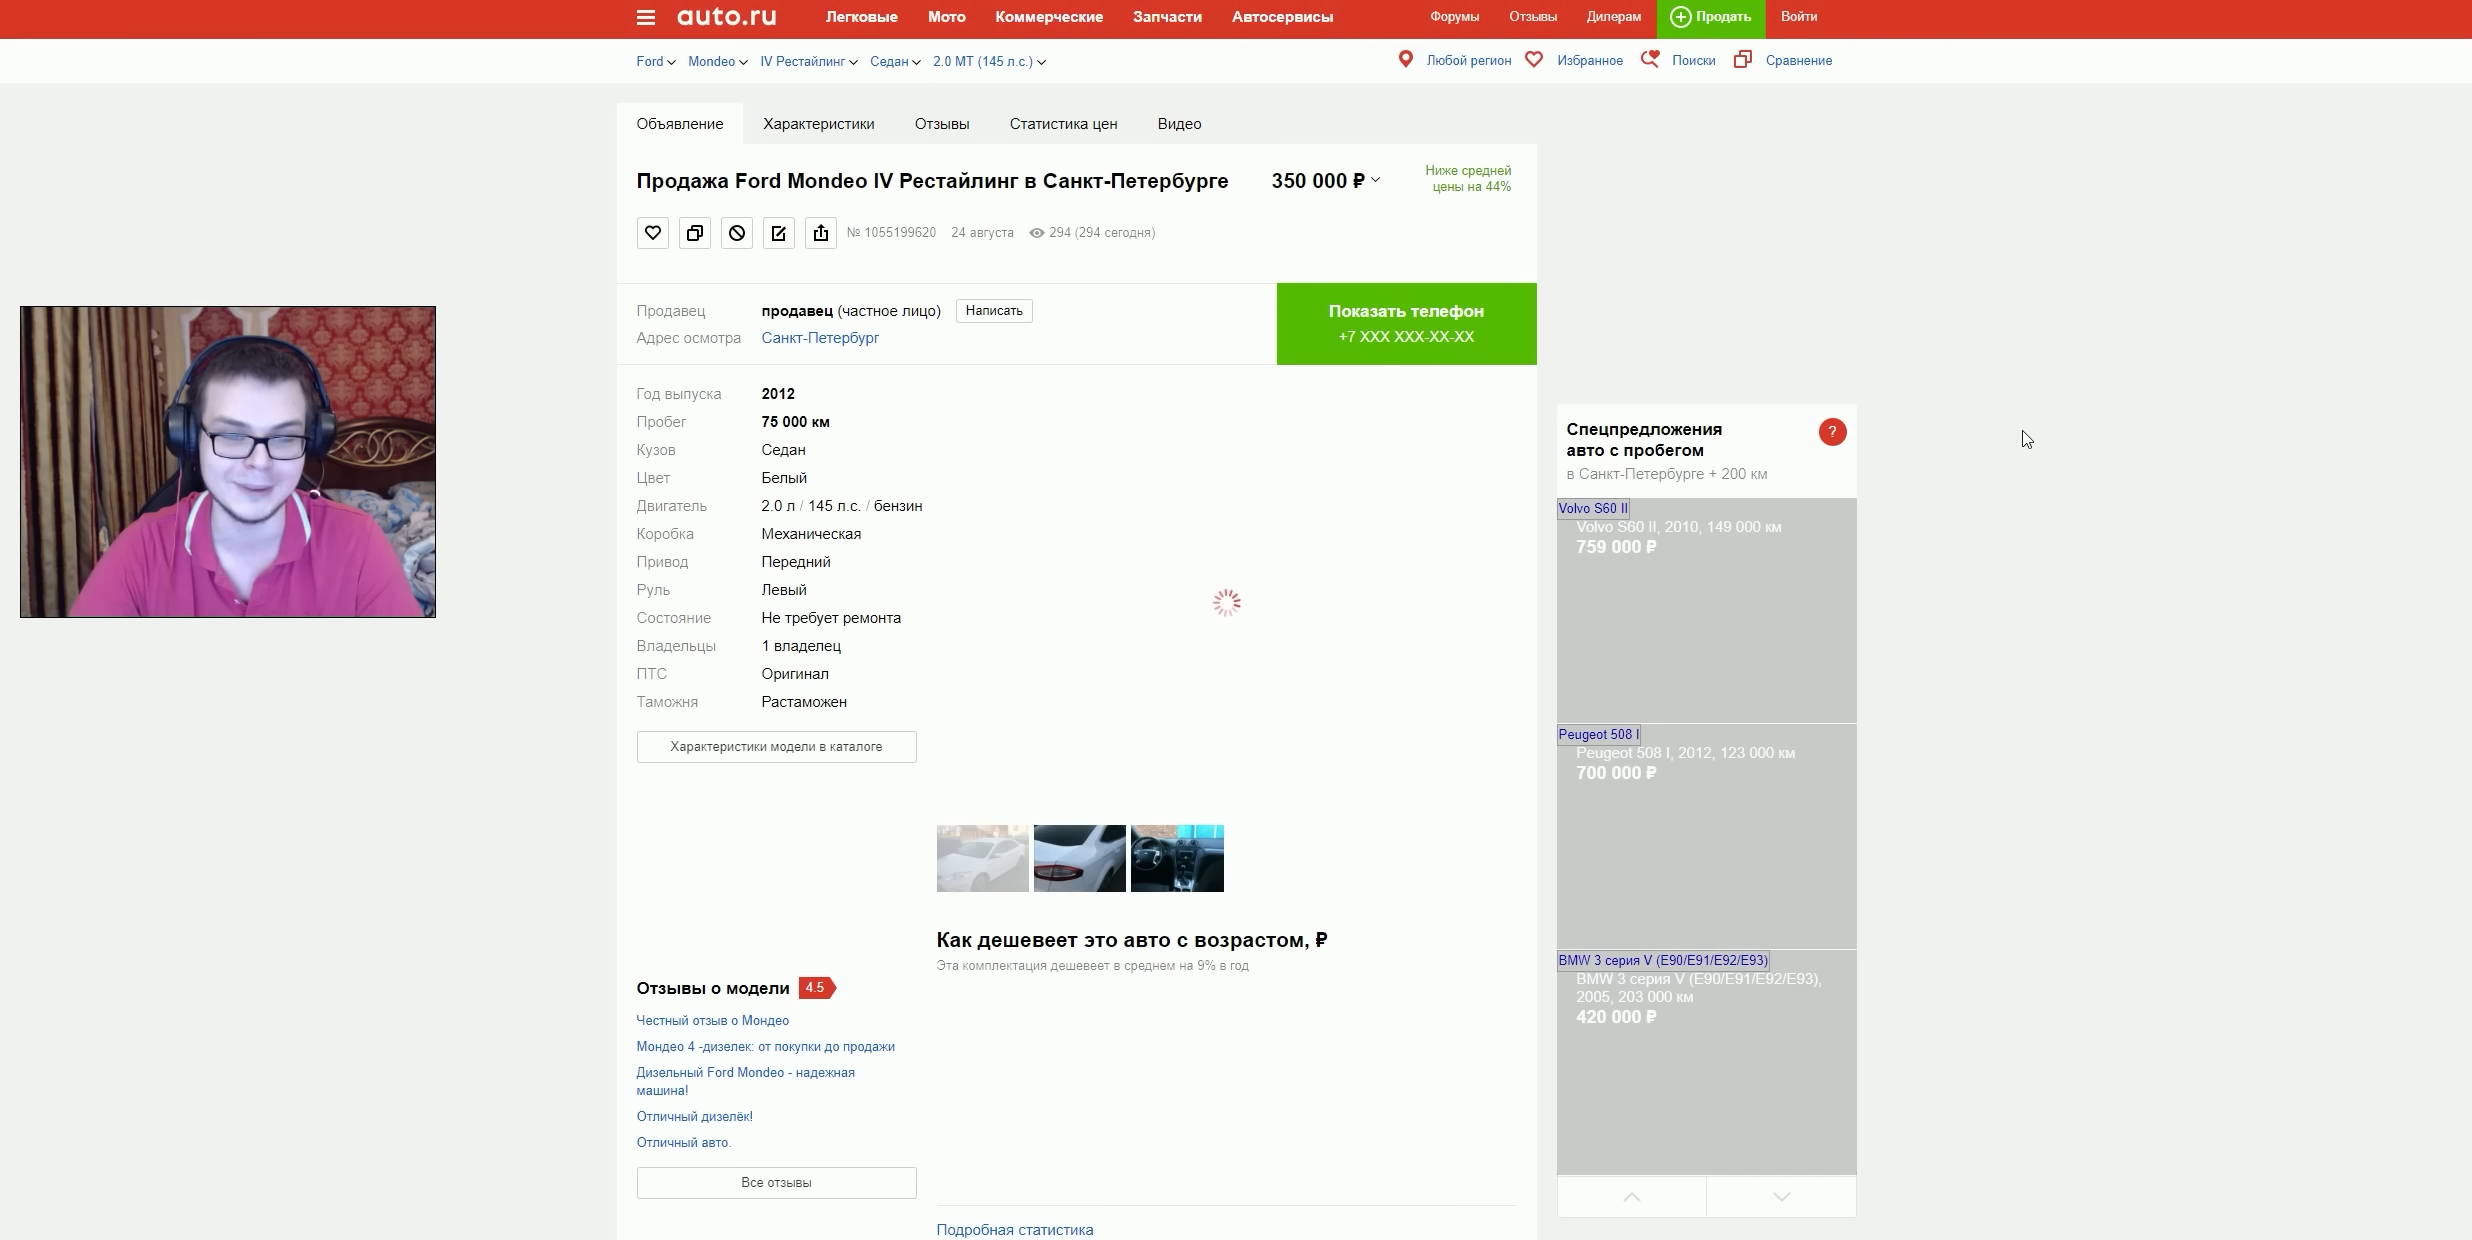 auto.ru
Легковые
Мото
Коммерческие
Запчасти
Автосервисы
Форумы
Отзывы
Дилерам
Продать
Войти
Ford
Mondeo
IV Рестайлинг
Седан
2.0 MT (145 л.с.)
Любой регион
Избранное
Поиски
Сравнение
Объявление
Характеристики
Отзывы
Статистика цен
Видео
Продажа Ford Mondeo IV Рестайлинг в Санкт-Петербурге
350 000 ₽
Ниже средней
цены на 44%
№ 1055199620
24 августа
294 (294 сегодня)
Продавец
продавец (частное лицо)
Написать
Адрес осмотра
Санкт-Петербург
Показать телефон
+7 XXX XXX-XX-XX
Год выпуска 2012
Пробег 75 000 км
Кузов Седан
Цвет Белый
Двигатель 2.0 л / 145 л.с. / бензин
Коробка Механическая
Привод Передний
Руль Левый
Состояние Не требует ремонта
Владельцы 1 владелец
ПТС Оригинал
Таможня Растаможен
Характеристики модели в каталоге
Как дешевеет это авто с возрастом, ₽
Эта комплектация дешевеет в среднем на 9% в год
Отзывы о модели 4.5
Честный отзыв о Мондео
Мондео 4 -дизелек: от покупки до продажи
Дизельный Ford Mondeo - надежная
машина!
Отличный дизелёк!
Отличный авто.
Все отзывы
Подробная статистика
Спецпредложения
авто с пробегом
?
в Санкт-Петербурге + 200 км
Volvo S60 II
Volvo S60 II, 2010, 149 000 км
759 000 ₽
Peugeot 508 I
Peugeot 508 I, 2012, 123 000 км
700 000 ₽
BMW 3 серия V (E90/E91/E92/E93)
BMW 3 серия V (E90/E91/E92/E93),
2005, 203 000 км
420 000 ₽